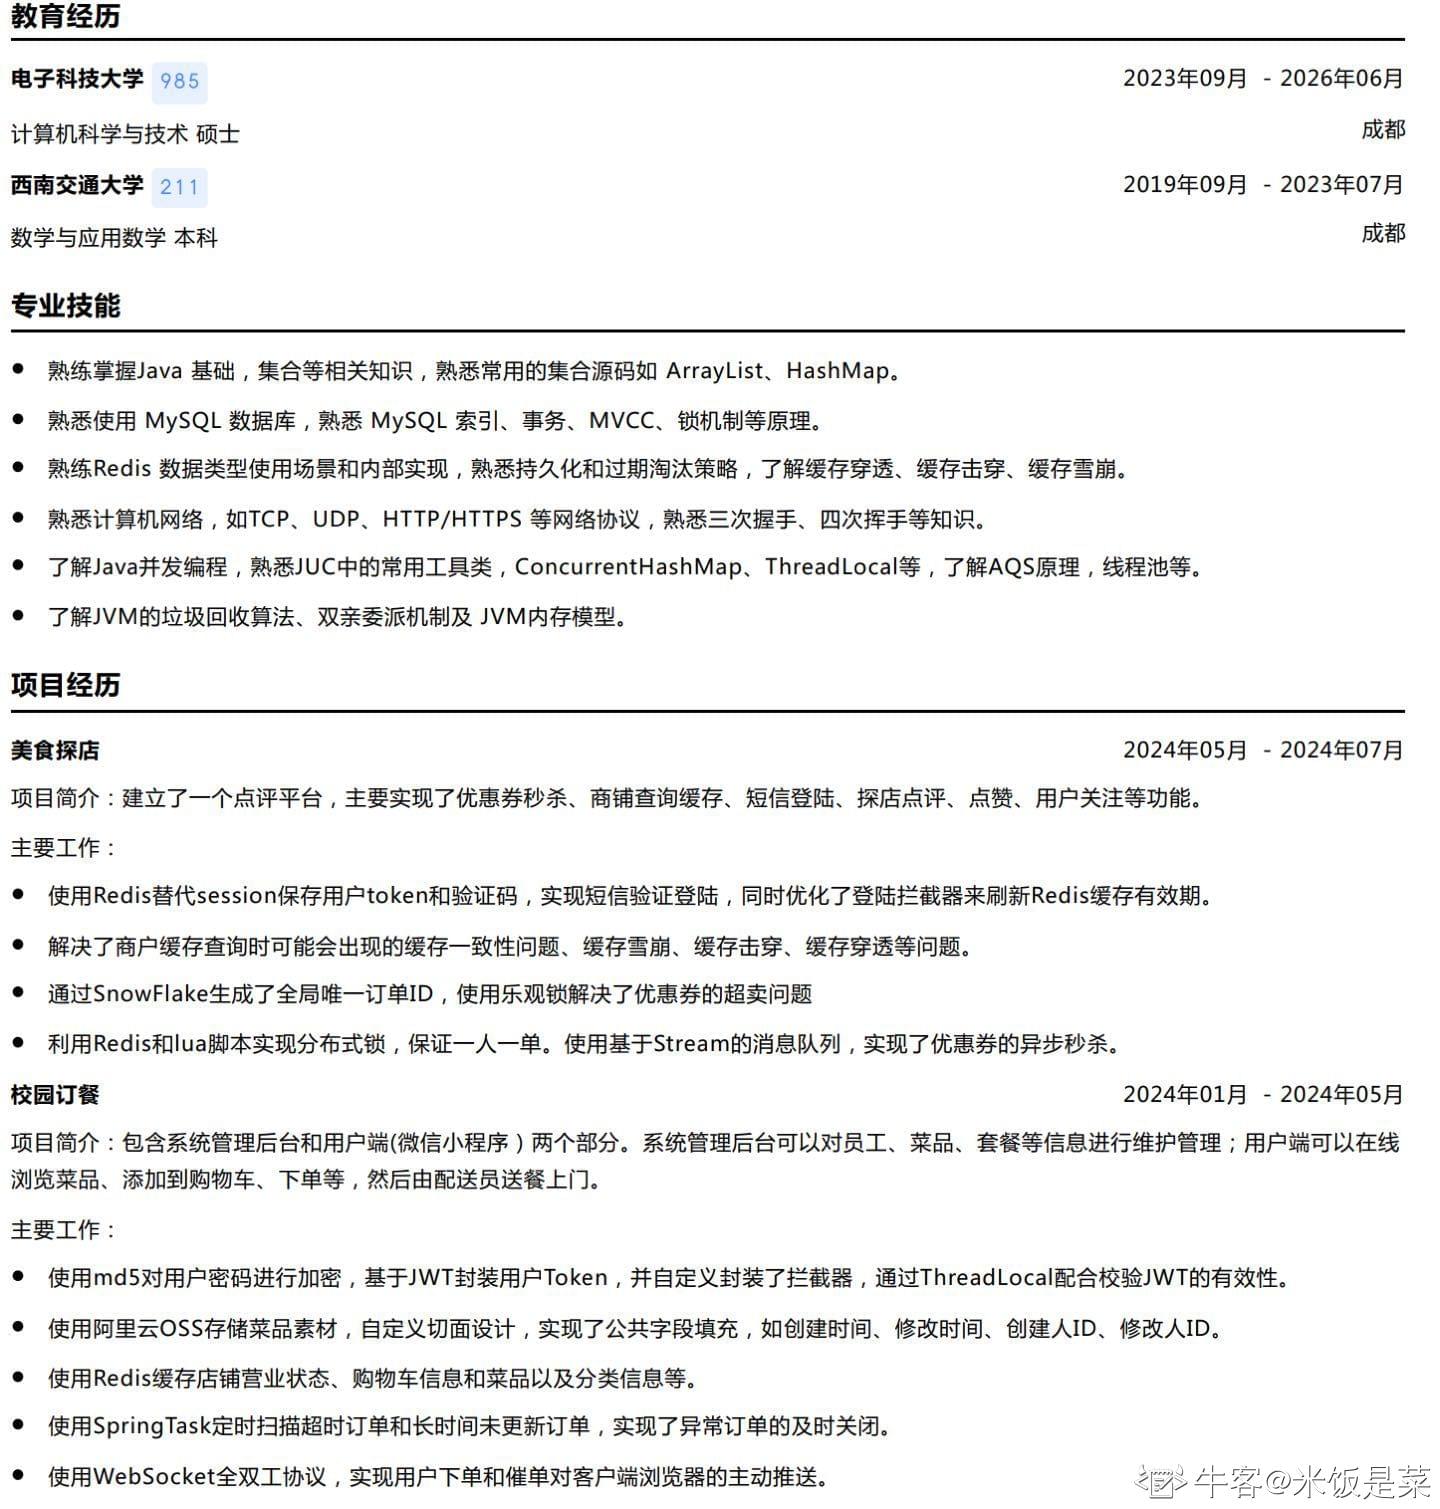 教育经历
电子科技大学 985 2023年09月 - 2026年06月
计算机科学与技术 硕士 成都
西南交通大学 211 2019年09月 - 2023年07月
数学与应用数学 本科 成都
专业技能
● 熟练掌握Java 基础，集合等相关知识，熟悉常用的集合源码如 ArrayList、HashMap。
● 熟悉使用 MySQL 数据库，熟悉 MySQL 索引、事务、MVCC、锁机制等原理。
● 熟练Redis 数据类型使用场景和内部实现，熟悉持久化和过期淘汰策略，了解缓存穿透、缓存击穿、缓存雪崩。
● 熟悉计算机网络，如TCP、UDP、HTTP/HTTPS 等网络协议，熟悉三次握手、四次挥手等知识。
● 了解Java并发编程，熟悉JUC中的常用工具类，ConcurrentHashMap、ThreadLocal等，了解AQS原理，线程池等。
● 了解JVM的垃圾回收算法、双亲委派机制及 JVM内存模型。
项目经历
美食探店 2024年05月 - 2024年07月
项目简介：建立了一个点评平台，主要实现了优惠券秒杀、商铺查询缓存、短信登陆、探店点评、点赞、用户关注等功能。
主要工作：
● 使用Redis替代session保存用户token和验证码，实现短信验证登陆，同时优化了登陆拦截器来刷新Redis缓存有效期。
● 解决了商户缓存查询时可能会出现的缓存一致性问题、缓存雪崩、缓存击穿、缓存穿透等问题。
● 通过SnowFlake生成了全局唯一订单ID，使用乐观锁解决了优惠券的超卖问题
● 利用Redis和lua脚本实现分布式锁，保证一人一单。使用基于Stream的消息队列，实现了优惠券的异步秒杀。
校园订餐 2024年01月 - 2024年05月
项目简介：包含系统管理后台和用户端(微信小程序）两个部分。系统管理后台可以对员工、菜品、套餐等信息进行维护管理；用户端可以在线
浏览菜品、添加到购物车、下单等，然后由配送员送餐上门。
主要工作：
● 使用md5对用户密码进行加密，基于JWT封装用户Token，并自定义封装了拦截器，通过ThreadLocal配合校验JWT的有效性。
● 使用阿里云OSS存储菜品素材，自定义切面设计，实现了公共字段填充，如创建时间、修改时间、创建人ID、修改人ID。
● 使用Redis缓存店铺营业状态、购物车信息和菜品以及分类信息等。
● 使用SpringTask定时扫描超时订单和长时间未更新订单，实现了异常订单的及时关闭。
● 使用WebSocket全双工协议，实现用户下单和催单对客户端浏览器的主动推送。
牛客@米饭是菜